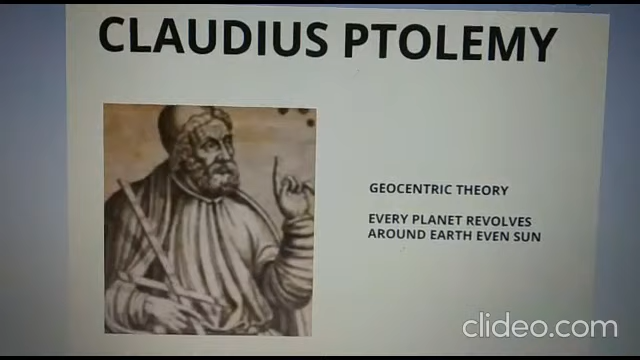 CLAUDIUS PTOLEMY
GEOCENTRIC THEORY
EVERY PLANET REVOLVES
AROUND EARTH EVEN SUN
clideo.com